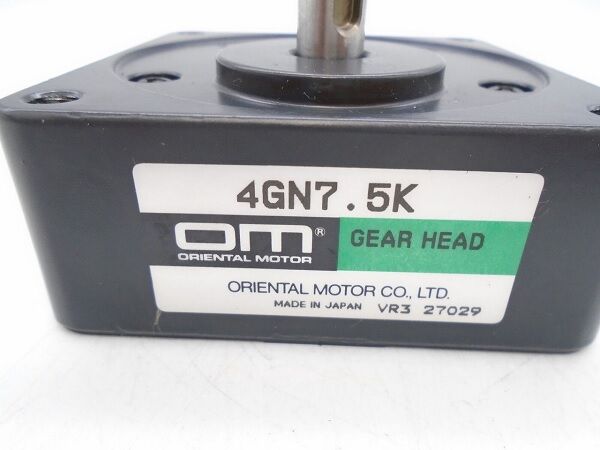 4GN7.5K
OM®
ORIENTAL MOTOR
GEAR HEAD
ORIENTAL MOTOR CO., LTD.
MADE IN JAPAN VR3 27029